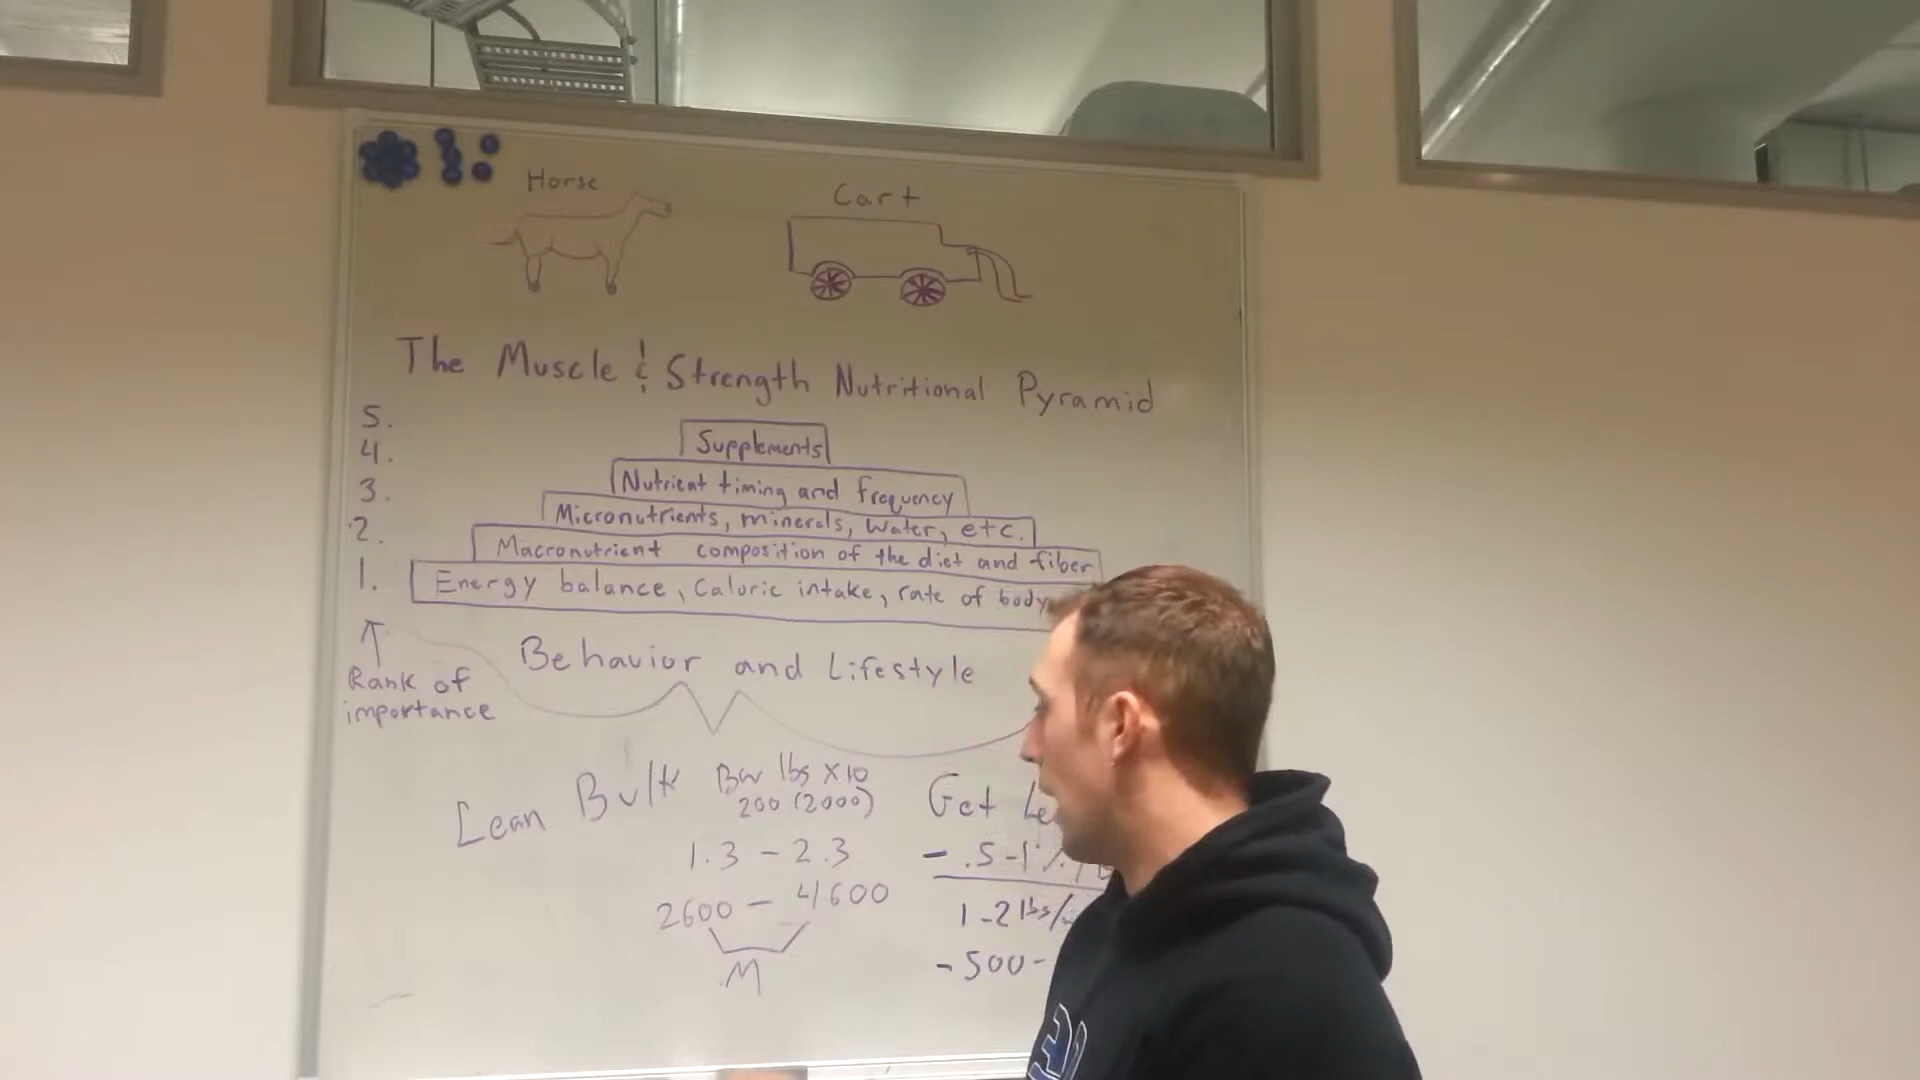 Horse
Cart
The Muscle & Strength Nutritional Pyramid
5.
Supplements
4.
Nutrient timing and frequency
3.
Micronutrients, minerals, water, etc.
2.
Macronutrient composition of the diet and fiber
1.
Energy balance, Caloric intake, rate of body
Rank of
importance
Behavior and Lifestyle
Lean Bulk
BW lbs x10
200 (2000)
1.3 - 2.3
2600 - 4600
M
Get
- .5-1%
1-2 lbs/
- 500-